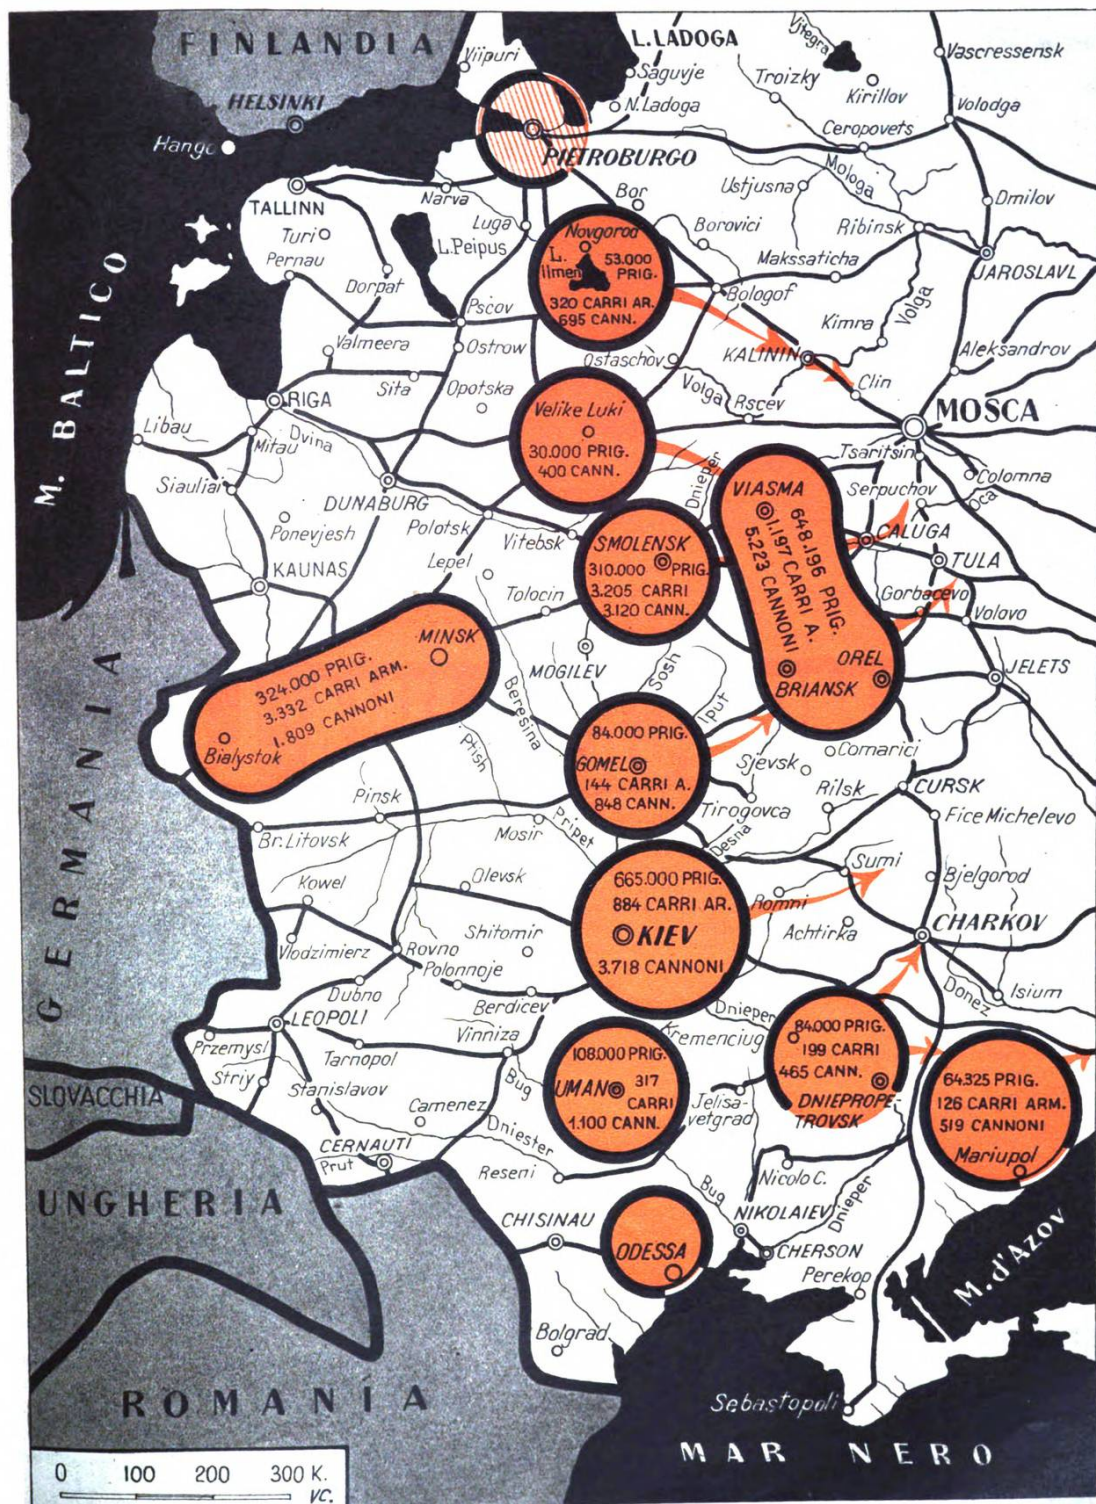 FINLANDIA
L. LADOGA
Vitegra
Vascressensk
Viipuri
Saguvje
Troizky
Kirillov
HELSINKI
N. Ladoga
Volodga
Hango
PIETROBURGO
Ceropovets
Mologa
TALLINN
Narva
Bor
Ustjusna
Dmilov
Luga
Novgorod
Borovici
Ribinsk
Turi
L. Peipus
L. Ilmen
53.000 PRIG.
Makssaticha
JAROSLAVL
Pernau
Dorpat
320 CARRI AR.
695 CANN.
Bologof
Volga
Pscov
Kimra
M. BALTICO
Valmeera
Ostrow
Ostaschov
KALININ
Aleksandrov
Sita
Opotska
Volga
Rscev
Clin
RIGA
Velike Luki
MOSCA
Libau
Mitau
Dvina
30.000 PRIG.
400 CANN.
Dnieper
Tsaritsin
Colomna
Siauliai
DUNABURG
VIASMA
Serpuchov
Oca
Ponevjesh
Polotsk
Vitebsk
SMOLENSK
648.196 PRIG.
1.197 CARRI A.
5.223 CANNONI
CALUGA
KAUNAS
Lepel
310.000 PRIG.
3.205 CARRI
3.120 CANN.
TULA
Tolocin
Gorbacevo
Volovo
MINSK
MOGILEV
Sosh
OREL
JELETS
324.000 PRIG.
3.332 CARRI ARM.
1.809 CANNONI
Beresina
Iput
BRIANSK
Bialystok
Ptish
84.000 PRIG.
GOMEL
144 CARRI A.
848 CANN.
Comarici
Sjevsk
GERMANIA
Pinsk
Tirogovca
Rilsk
CURSK
Br. Litovsk
Mosir
Pripet
Desna
Fice Michelevo
Kowel
Olevsk
665.000 PRIG.
884 CARRI AR.
KIEV
3.718 CANNONI
Sumi
Bjelgorod
Romni
Vlodzimierz
Rovno
Shitomir
Achtirka
CHARKOV
Polonnoje
Dubno
Berdicev
Donez
Isium
LEOPOLI
Vinniza
Dnieper
Kremenciug
84.000 PRIG.
199 CARRI
465 CANN.
DNIEPROPE-
TROVSK
Przemysl
Tarnopol
Striy
Stanislavov
Bug
108.000 PRIG.
UMAN
317 CARRI
1.100 CANN.
Jelisa-
vetgrad
64.325 PRIG.
126 CARRI ARM.
519 CANNONI
Mariupol
SLOVACCHIA
Camenez
Dniester
CERNAUTI
Prut
Reseni
Bug
Nicolo C.
Dnieper
UNGHERIA
CHISINAU
ODESSA
NIKOLAIEV
CHERSON
Perekop
M. d'Azov
Bolgrad
ROMANÍA
Sebastopoli
MAR NERO
0 100 200 300 K.
VC.